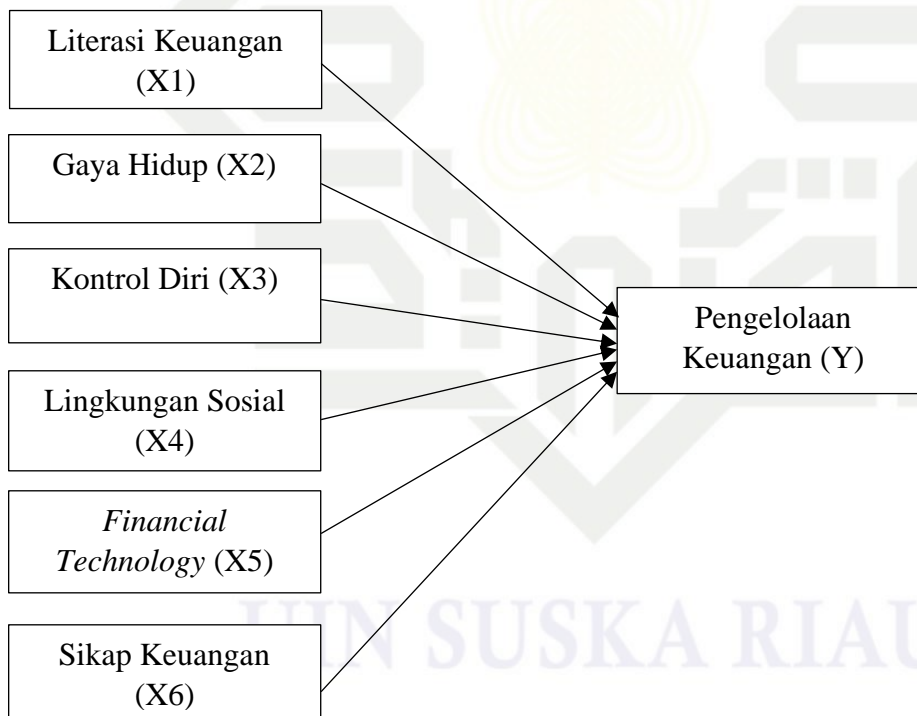 Literasi Keuangan
(X1)
Gaya Hidup (X2)
Kontrol Diri (X3)
Pengelolaan
Keuangan (Y)
Lingkungan Sosial
(X4)
Financial
Technology (X5)
Sikap Keuangan
(X6)
UIN SUSKA RIAU